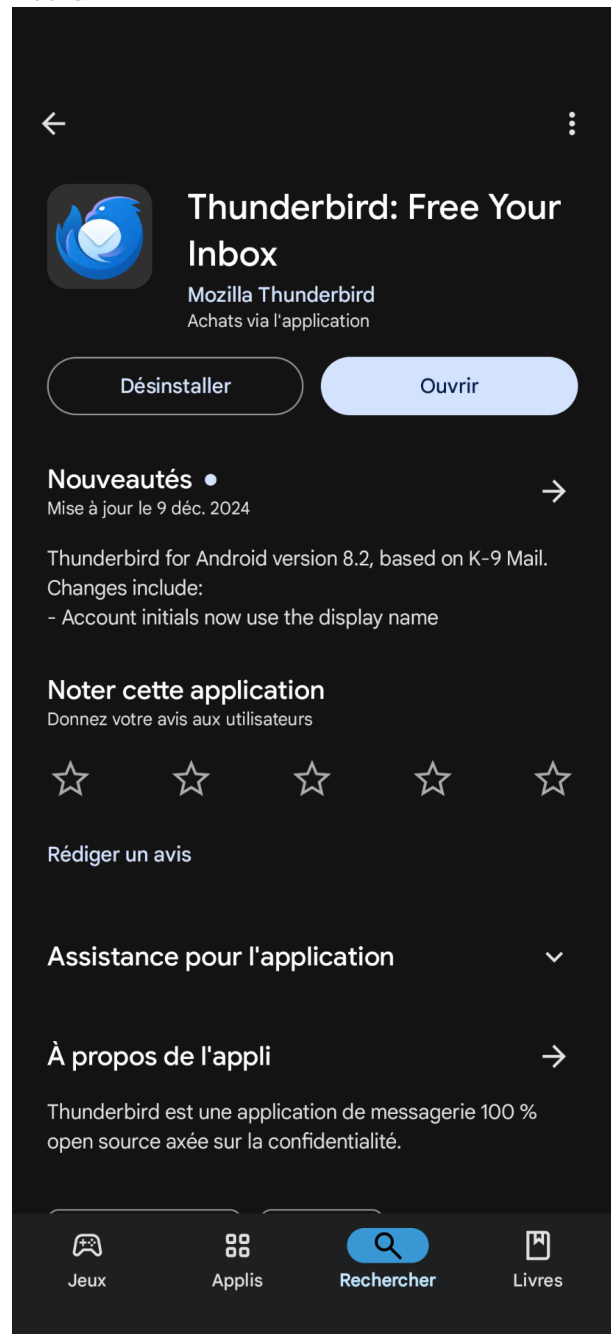 Thunderbird: Free Your
Inbox
Mozilla Thunderbird
Achats via l'application
Désinstaller
Ouvrir
Nouveautés
Mise à jour le 9 déc. 2024
Thunderbird for Android version 8.2, based on K-9 Mail.
Changes include:
- Account initials now use the display name
Noter cette application
Donnez votre avis aux utilisateurs
Rédiger un avis
Assistance pour l'application
À propos de l'appli
Thunderbird est une application de messagerie 100 %
open source axée sur la confidentialité.
Jeux
Applis
Rechercher
Livres